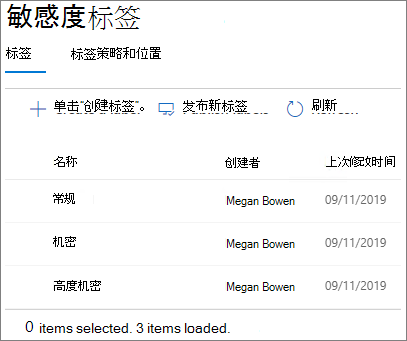 敏感度标签
标签 标签策略和位置
单击“创建标签”。 发布新标签 刷新
名称 创建者 上次修改时间
常规 Megan Bowen 09/11/2019
机密 Megan Bowen 09/11/2019
高度机密 Megan Bowen 09/11/2019
0 items selected. 3 items loaded.